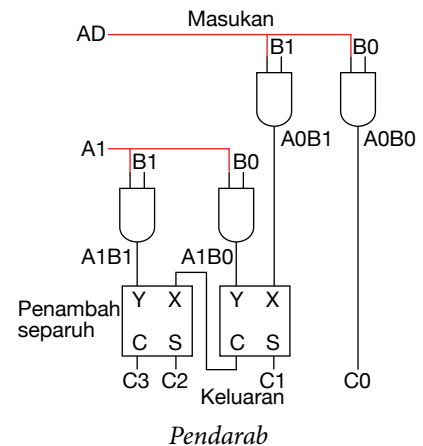 Masukan
AD
B1 B0
A0B1 A0B0
A1
B1 B0
A1B1 A1B0
Penambah
separuh
Y X Y X
C S C S
C3 C2 C1 C0
Keluaran
Pendarab